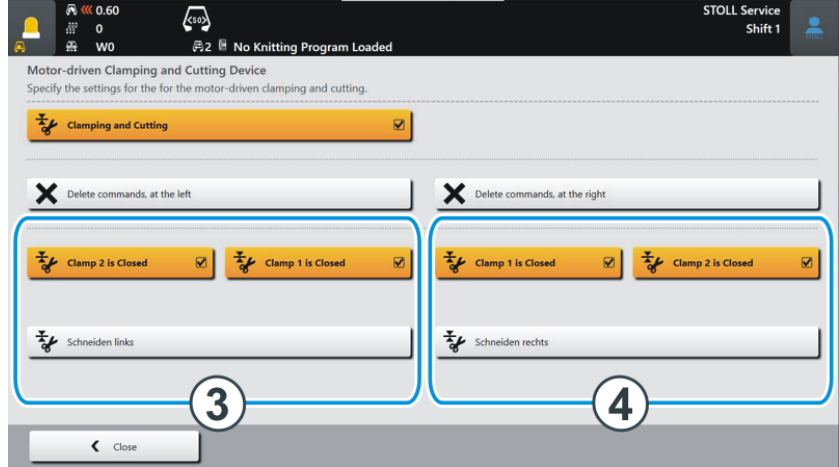 0.60
0
W0
<so>
2 No Knitting Program Loaded
STOLL Service
Shift 1
STOLL
Motor-driven Clamping and Cutting Device
Specify the settings for the for the motor-driven clamping and cutting.
Clamping and Cutting
Delete commands, at the left
Delete commands, at the right
Clamp 2 is Closed
Clamp 1 is Closed
Clamp 1 is Closed
Clamp 2 is Closed
Schneiden links
Schneiden rechts
3
4
Close